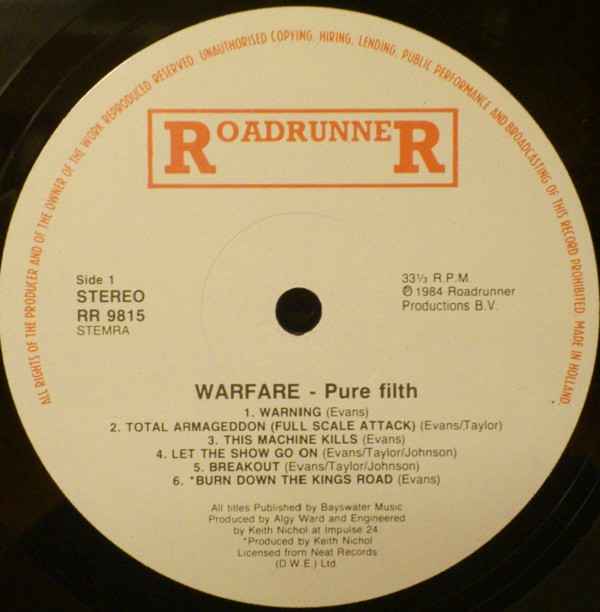 ALL RIGHTS OF THE PRODUCER AND OF THE OWNER OF THE WORK REPRODUCED RESERVED. UNAUTHORISED COPYING, HIRING, LENDING, PUBLIC PERFORMANCE AND BROADCASTING OF THIS RECORD PROHIBITED. MADE IN HOLLAND
ROADRUNNER
Side 1
STEREO
RR 9815
STEMRA
33⅓ R.P.M.
℗ 1984 Roadrunner
Productions B.V.
WARFARE - Pure filth
1. WARNING (Evans)
2. TOTAL ARMAGEDDON (FULL SCALE ATTACK) (Evans/Taylor)
3. THIS MACHINE KILLS (Evans)
4. LET THE SHOW GO ON (Evans/Taylor/Johnson)
5. BREAKOUT (Evans/Taylor/Johnson)
6. *BURN DOWN THE KINGS ROAD (Evans)
All titles Published by Bayswater Music
Produced by Algy Ward and Engineered
by Keith Nichol at Impulse 24.
*Produced by Keith Nichol
Licensed from Neat Records
(D.W.E.) Ltd